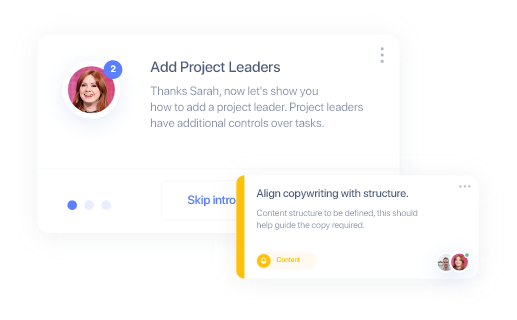 2
Add Project Leaders
Thanks Sarah, now let's show you
how to add a project leader. Project leaders
have additional controls over tasks.
Skip intro
Align copywriting with structure.
Content structure to be defined, this should
help guide the copy required.
Content